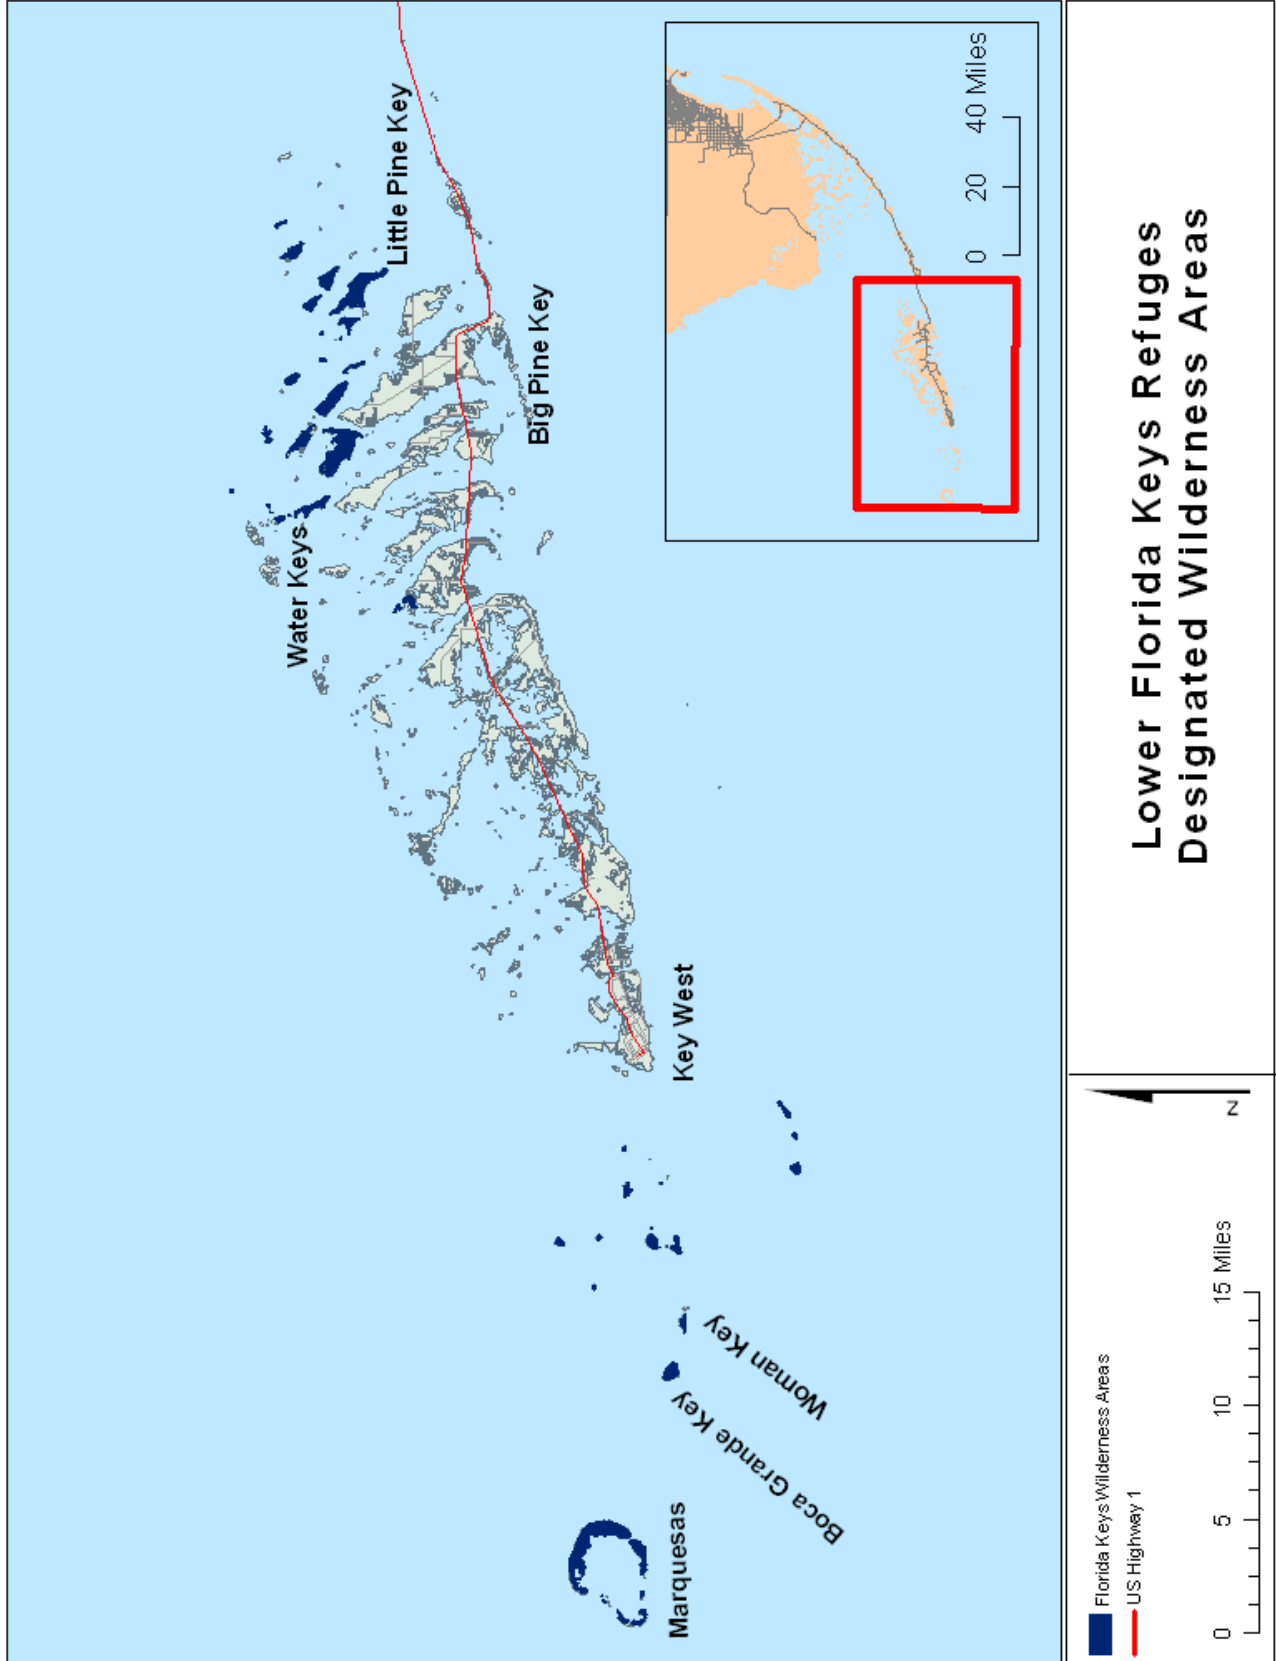 Little Pine Key
Water Keys
Big Pine Key
Key West
Woman Key
Boca Grande Key
Marquesas
0 20 40 Miles
Florida Keys Wilderness Areas
US Highway 1
0 5 10 15 Miles
N
Lower Florida Keys Refuges
Designated Wilderness Areas